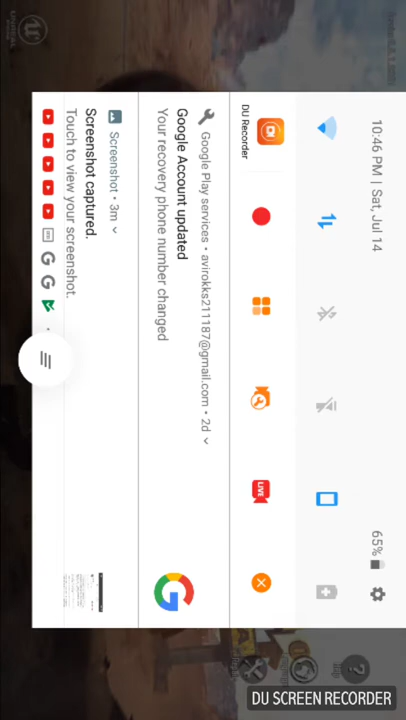 10:46 PM | Sat, Jul 14
65%
DU Recorder
LIVE
Google Play services • avirokks211187@gmail.com • 2d
Google Account updated
Your recovery phone number changed
Screenshot • 3m
Screenshot captured.
Touch to view your screenshot.
DU SCREEN RECORDER